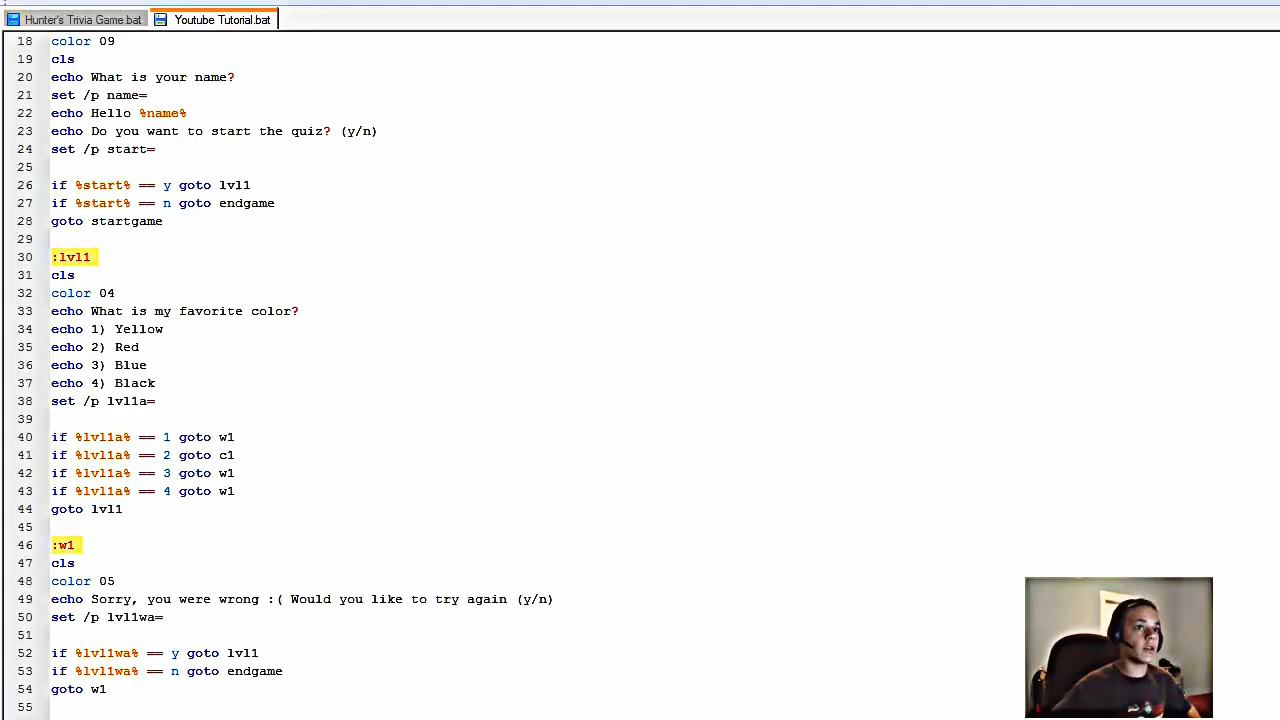 Hunter's Trivia Game.bat Youtube Tutorial.bat
18 color 09
19 cls
20 echo What is your name?
21 set /p name=
22 echo Hello %name%
23 echo Do you want to start the quiz? (y/n)
24 set /p start=
25
26 if %start% == y goto lvl1
27 if %start% == n goto endgame
28 goto startgame
29
30 :lvl1
31 cls
32 color 04
33 echo What is my favorite color?
34 echo 1) Yellow
35 echo 2) Red
36 echo 3) Blue
37 echo 4) Black
38 set /p lvl1a=
39
40 if %lvl1a% == 1 goto w1
41 if %lvl1a% == 2 goto c1
42 if %lvl1a% == 3 goto w1
43 if %lvl1a% == 4 goto w1
44 goto lvl1
45
46 :w1
47 cls
48 color 05
49 echo Sorry, you were wrong :( Would you like to try again (y/n)
50 set /p lvl1wa=
51
52 if %lvl1wa% == y goto lvl1
53 if %lvl1wa% == n goto endgame
54 goto w1
55